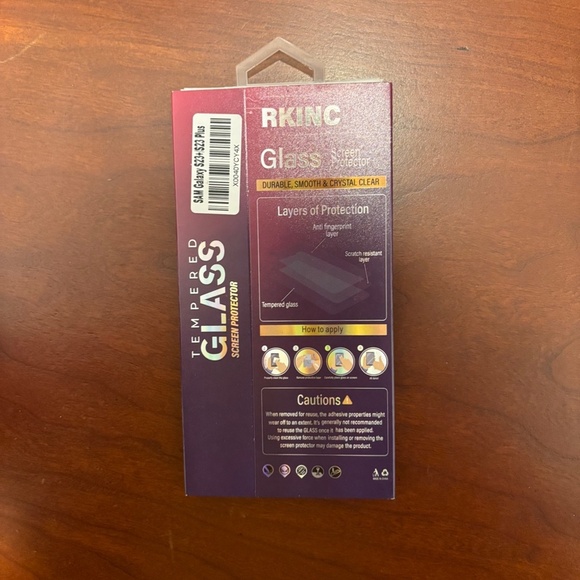 SAM Galaxy S23+/S23 Plus
X0040YCY4X
TEMPERED
GLASS
SCREEN PROTECTOR
RKINC
Glass Screen
Protector
DURABLE, SMOOTH & CRYSTAL CLEAR
Layers of Protection
Anti fingerprint
layer
Scratch resistant
layer
Tempered glass
How to apply
Cautions
When removed for reuse, the adhesive properties might
wear off to an extent. It's generally not recommanded
to reuse the GLASS once it has been applied.
Using excessive force when installing or removing the
screen protector may damage the product.